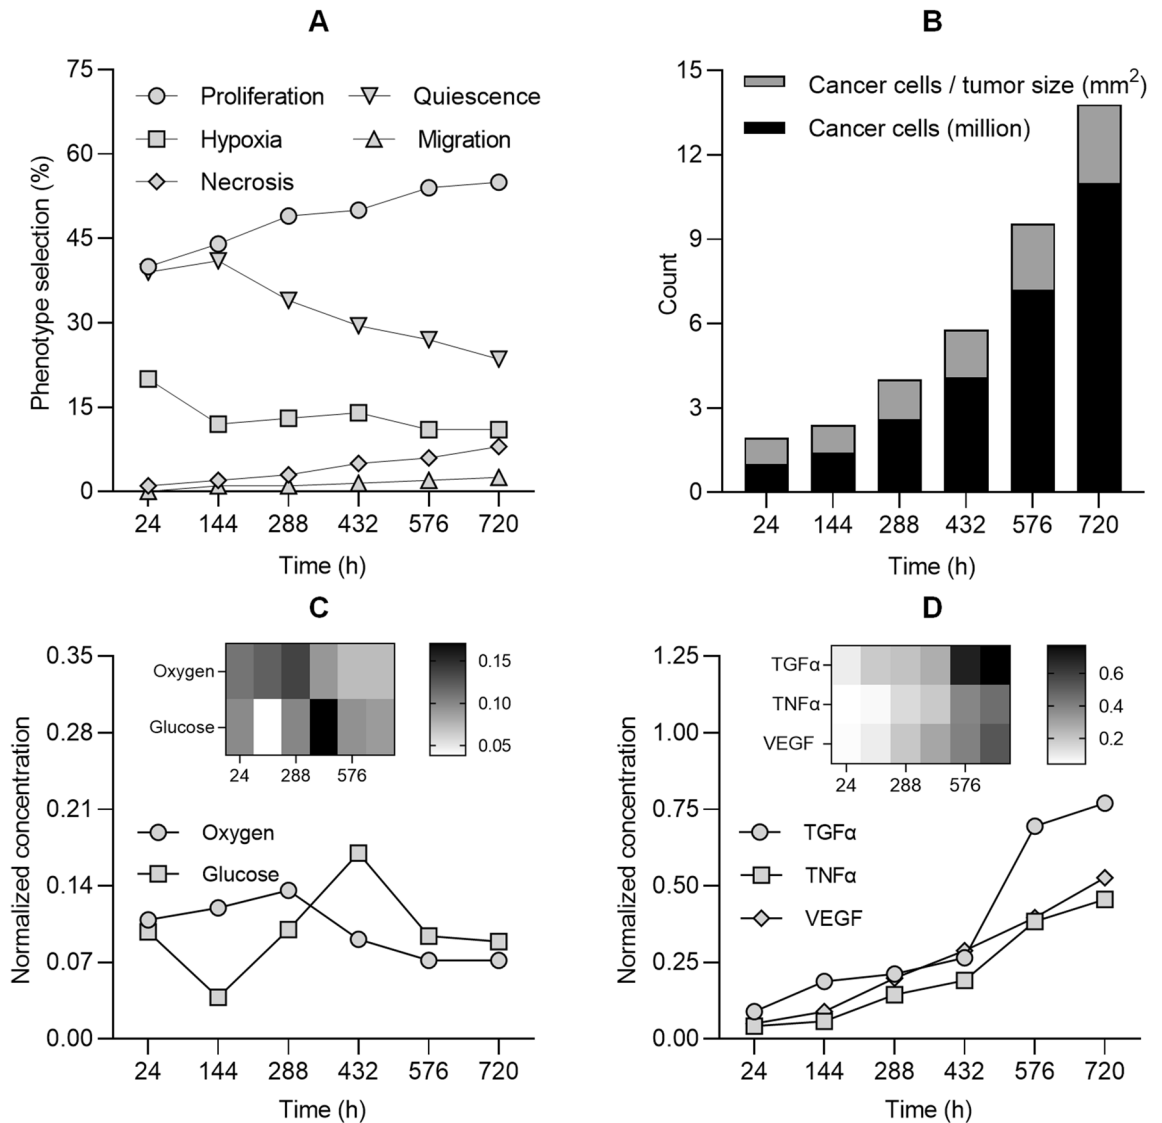 A
75
60
45
30
15
0
Phenotype selection (%)
Proliferation
Quiescence
Hypoxia
Migration
Necrosis
24 144 288 432 576 720
Time (h)
B
15
12
9
6
3
0
Count
Cancer cells / tumor size (mm²)
Cancer cells (million)
24 144 288 432 576 720
Time (h)
C
0.35
0.28
0.21
0.14
0.07
0.00
Normalized concentration
Oxygen
Glucose
24 288 576
0.15
0.10
0.05
Oxygen
Glucose
24 144 288 432 576 720
Time (h)
D
1.25
1.00
0.75
0.50
0.25
0.00
Normalized concentration
TGFα
TNFα
VEGF
24 288 576
0.6
0.4
0.2
TGFα
TNFα
VEGF
24 144 288 432 576 720
Time (h)